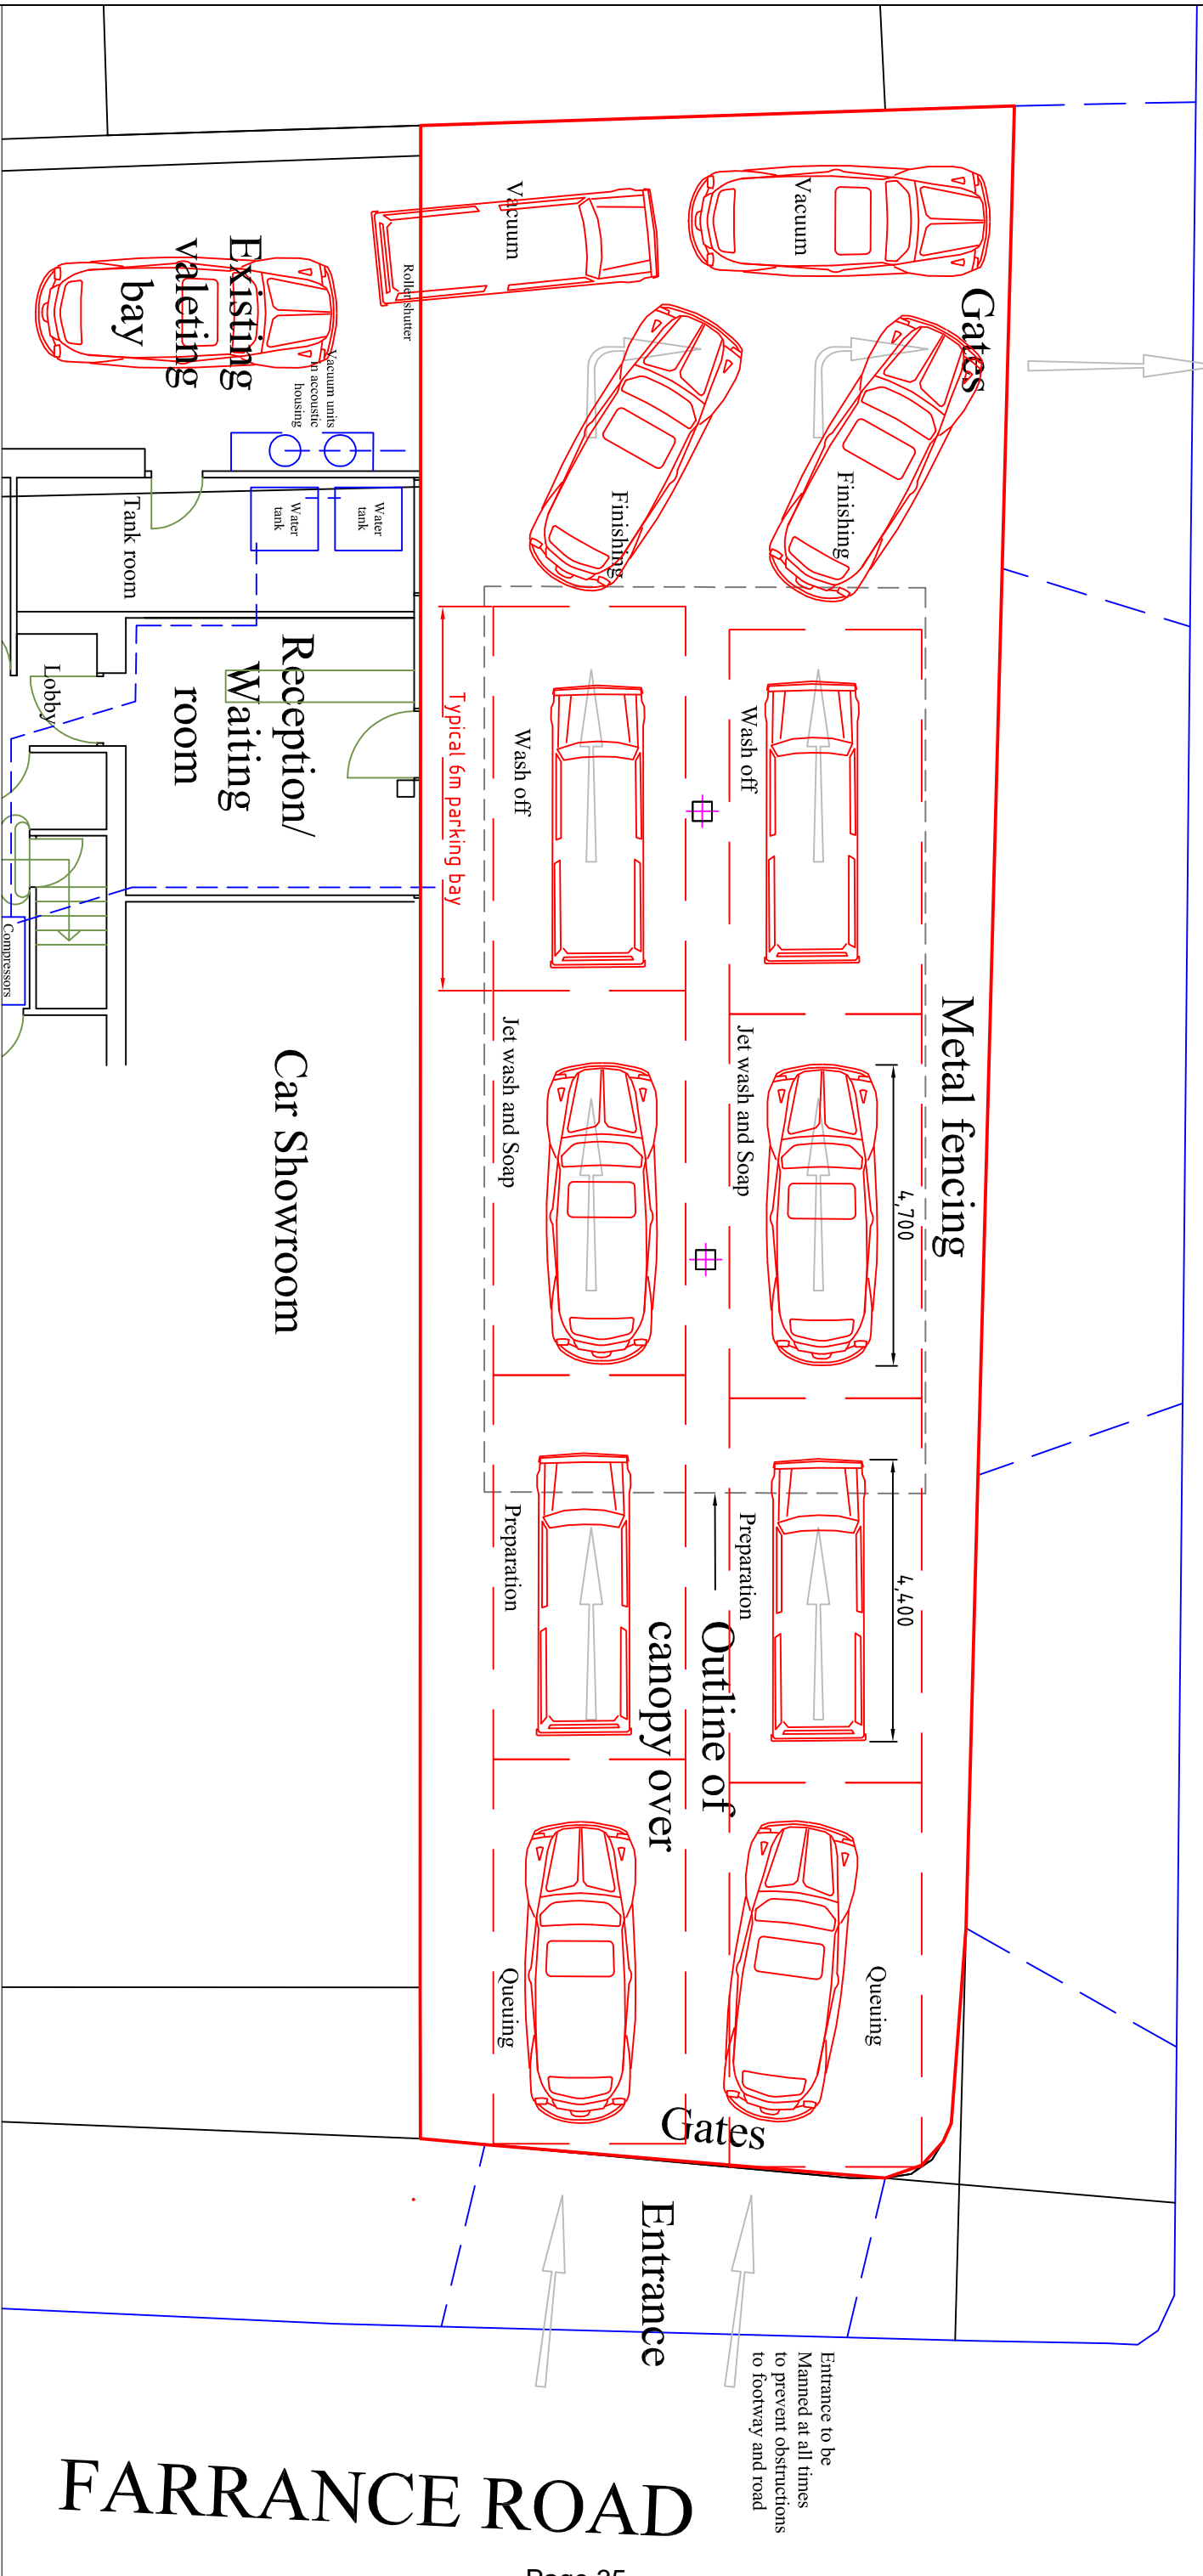 Vacuum
Vacuum
Gates
Existing
valeting
bay
Roller shutter
Vacuum units
in accoustic
housing
Finishing
Finishing
Tank room
Water
tank
Water
tank
Reception/
Waiting
room
Lobby
Typical 6m parking bay
Wash off
Wash off
Compressors
Metal fencing
Jet wash and Soap
Jet wash and Soap
4,700
Car Showroom
Preparation
Preparation
4,400
Outline of
canopy over
Queuing
Queuing
Gates
Entrance
Entrance to be
Manned at all times
to prevent obstructions
to footway and road
FARRANCE ROAD
Page 35